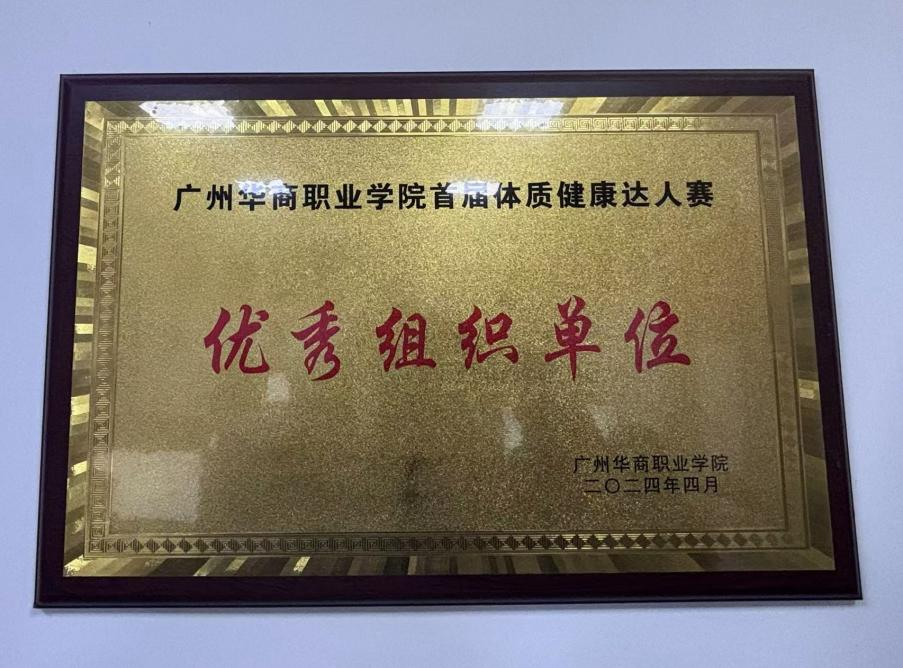 广州华商职业学院首届体质健康达人赛
优秀组织单位
广州华商职业学院
二〇二四年四月